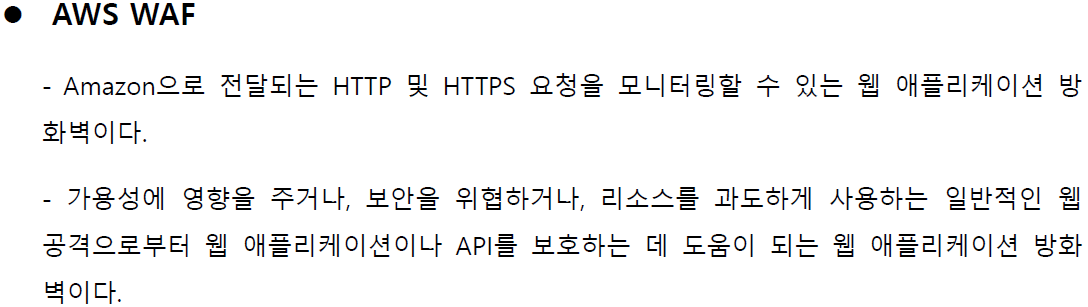 ● AWS WAF
- Amazon으로 전달되는 HTTP 및 HTTPS 요청을 모니터링할 수 있는 웹 애플리케이션 방
화벽이다.
- 가용성에 영향을 주거나, 보안을 위협하거나, 리소스를 과도하게 사용하는 일반적인 웹
공격으로부터 웹 애플리케이션이나 API를 보호하는 데 도움이 되는 웹 애플리케이션 방화
벽이다.